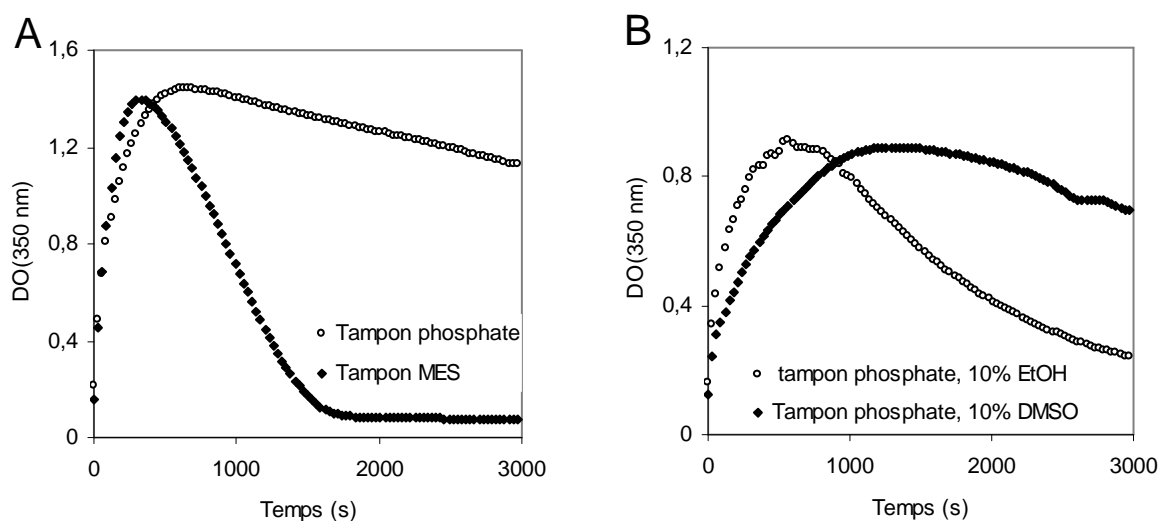 A
1,6
1,2
0,8
0,4
0
DO(350 nm)
Tampon phosphate
Tampon MES
0 1000 2000 3000
Temps (s)
B
1,2
0,8
0,4
0
DO(350 nm)
tampon phosphate, 10% EtOH
Tampon phosphate, 10% DMSO
0 1000 2000 3000
Temps (s)